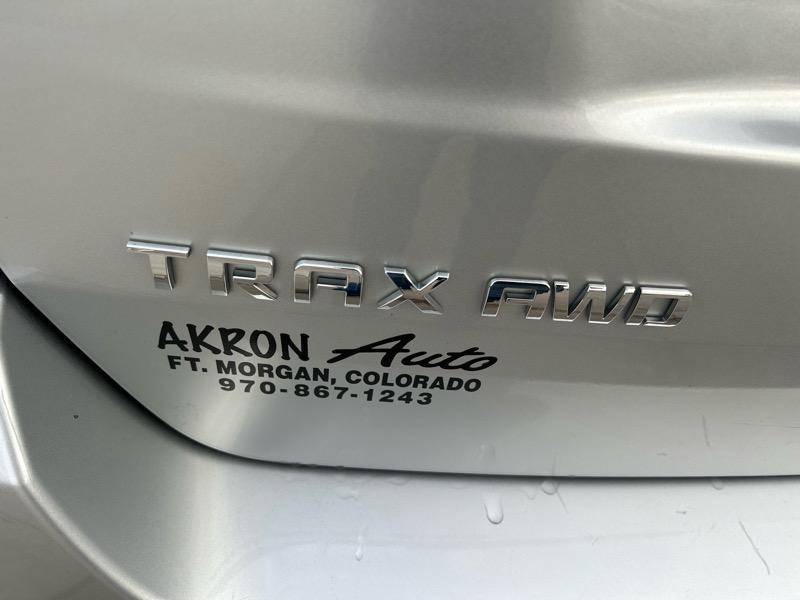 TRAX AWD
AKRON Auto
FT. MORGAN, COLORADO
970-867-1243